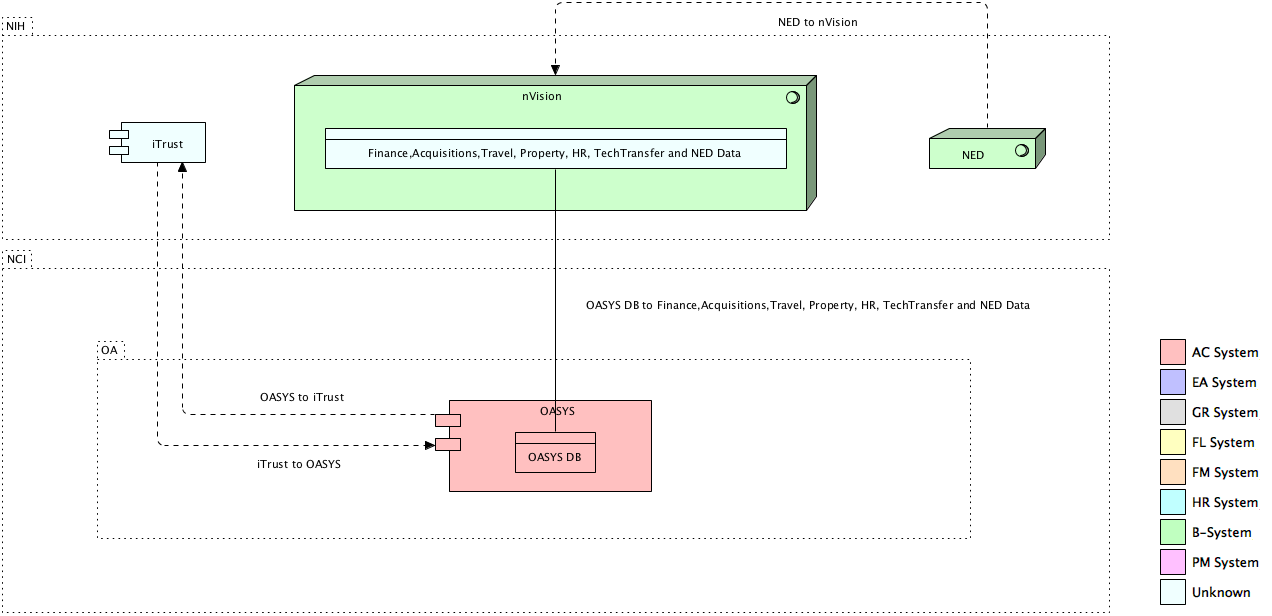 NED to nVision
NIH
nVision
iTrust
Finance,Acquisitions,Travel, Property, HR, TechTransfer and NED Data
NED
NCI
OASYS DB to Finance,Acquisitions,Travel, Property, HR, TechTransfer and NED Data
OA
OASYS to iTrust
OASYS
OASYS DB
iTrust to OASYS
AC System
EA System
GR System
FL System
FM System
HR System
B-System
PM System
Unknown